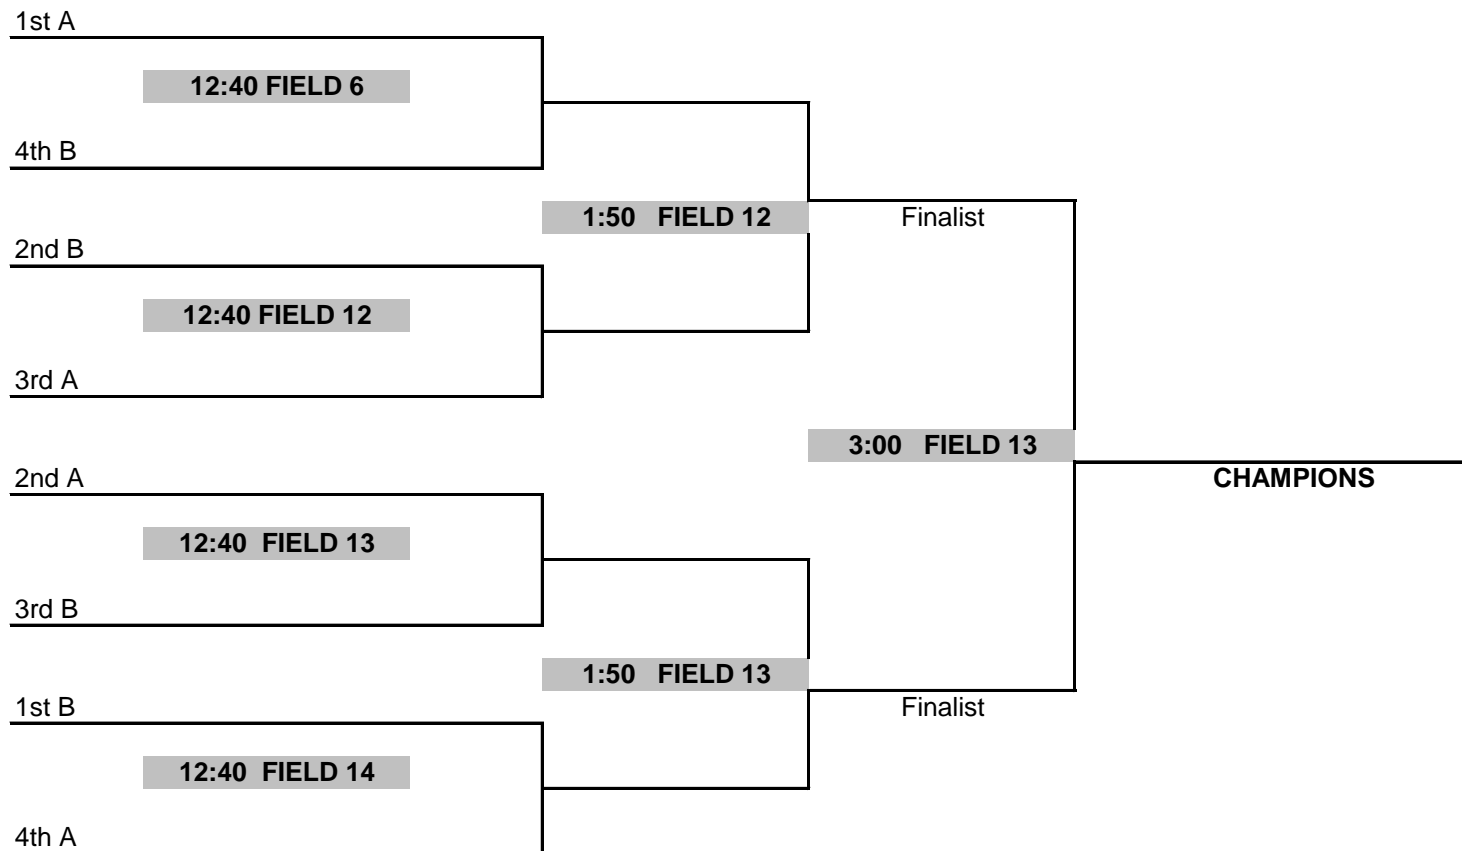 1st A
12:40 FIELD 6
4th B
1:50 FIELD 12
Finalist
2nd B
12:40 FIELD 12
3rd A
3:00 FIELD 13
2nd A
CHAMPIONS
12:40 FIELD 13
3rd B
1:50 FIELD 13
1st B
Finalist
12:40 FIELD 14
4th A